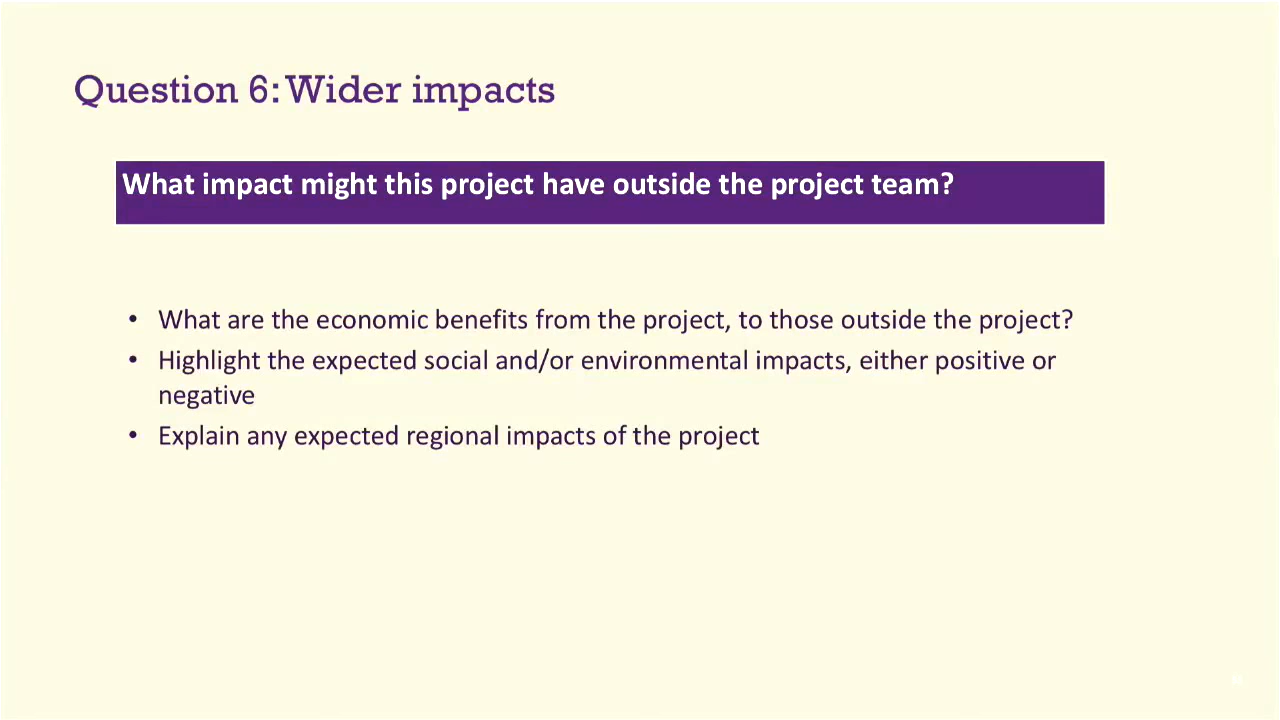 Question 6: Wider impacts
What impact might this project have outside the project team?
• What are the economic benefits from the project, to those outside the project?
• Highlight the expected social and/or environmental impacts, either positive or
negative
• Explain any expected regional impacts of the project